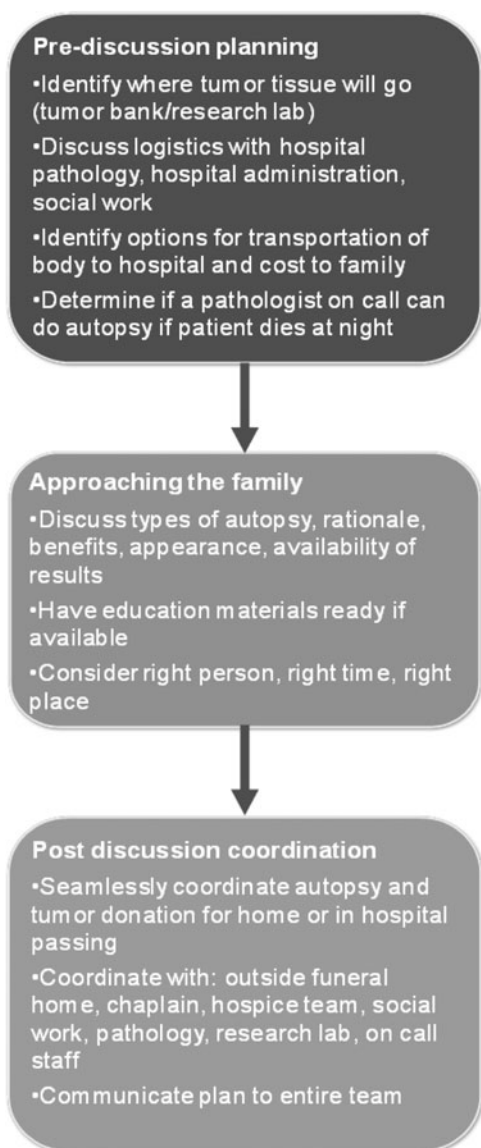 Pre-discussion planning
•Identify where tumor tissue will go
(tumor bank/research lab)
•Discuss logistics with hospital
pathology, hospital administration,
social work
•Identify options for transportation of
body to hospital and cost to family
•Determine if a pathologist on call can
do autopsy if patient dies at night
Approaching the family
•Discuss types of autopsy, rationale,
benefits, appearance, availability of
results
•Have education materials ready if
available
•Consider right person, right time, right
place
Post discussion coordination
•Seamlessly coordinate autopsy and
tumor donation for home or in hospital
passing
•Coordinate with: outside funeral
home, chaplain, hospice team, social
work, pathology, research lab, on call
staff
•Communicate plan to entire team